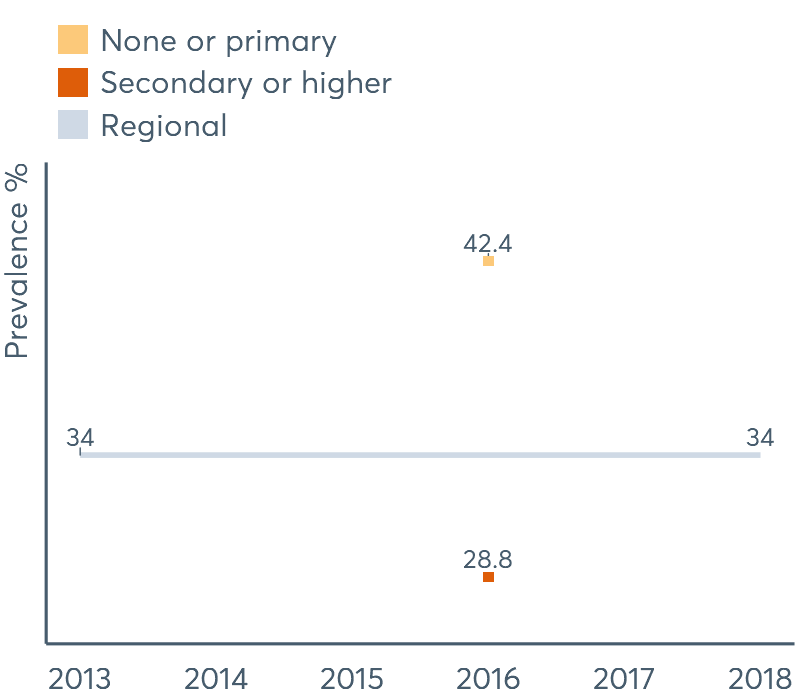 None or primary
Secondary or higher
Regional
Prevalence %
42.4
34
34
28.8
2013 2014 2015 2016 2017 2018